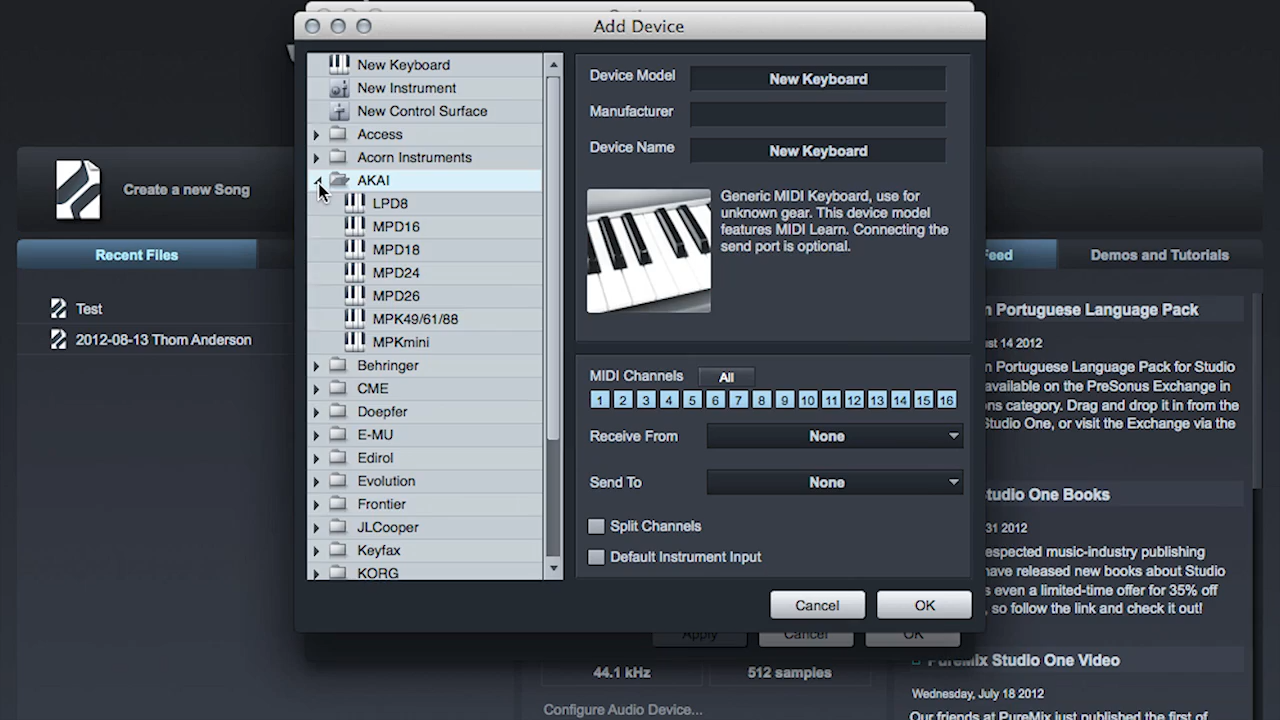 Add Device
New Keyboard
New Instrument
New Control Surface
Access
Acorn Instruments
AKAI
LPD8
MPD16
MPD18
MPD24
MPD26
MPK49/61/88
MPKmini
Behringer
CME
Doepfer
E-MU
Edirol
Evolution
Frontier
JLCooper
Keyfax
KORG
Device Model New Keyboard
Manufacturer
Device Name New Keyboard
Generic MIDI Keyboard, use for
unknown gear. This device model
features MIDI Learn. Connecting the
send port is optional.
MIDI Channels All
1 2 3 4 5 6 7 8 9 10 11 12 13 14 15 16
Receive From None
Send To None
Split Channels
Default Instrument Input
Cancel OK
Apply Cancel OK
Create a new Song
Recent Files
Test
2012-08-13 Thom Anderson
44.1 kHz 512 samples
Configure Audio Device...
Feed Demos and Tutorials
Portuguese Language Pack
14 2012
Portuguese Language Pack for Studio
available on the PreSonus Exchange in
category. Drag and drop it in from the
Studio One, or visit the Exchange via the
Studio One Books
31 2012
respected music-industry publishing
have released new books about Studio
s even a limited-time offer for 35% off
, so follow the link and check it out!
PureMix Studio One Video
Wednesday, July 18 2012
Our friends at PureMix just published the first of